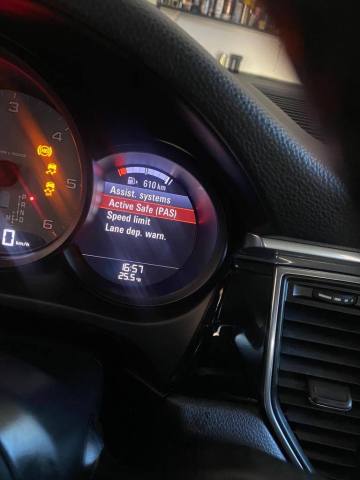 3
4
5
6
P
R
N
D
M
0 km/h
610 km
Assist. systems
Active Safe (PAS)
Speed limit
Lane dep. warn.
16:57
25.5 °C